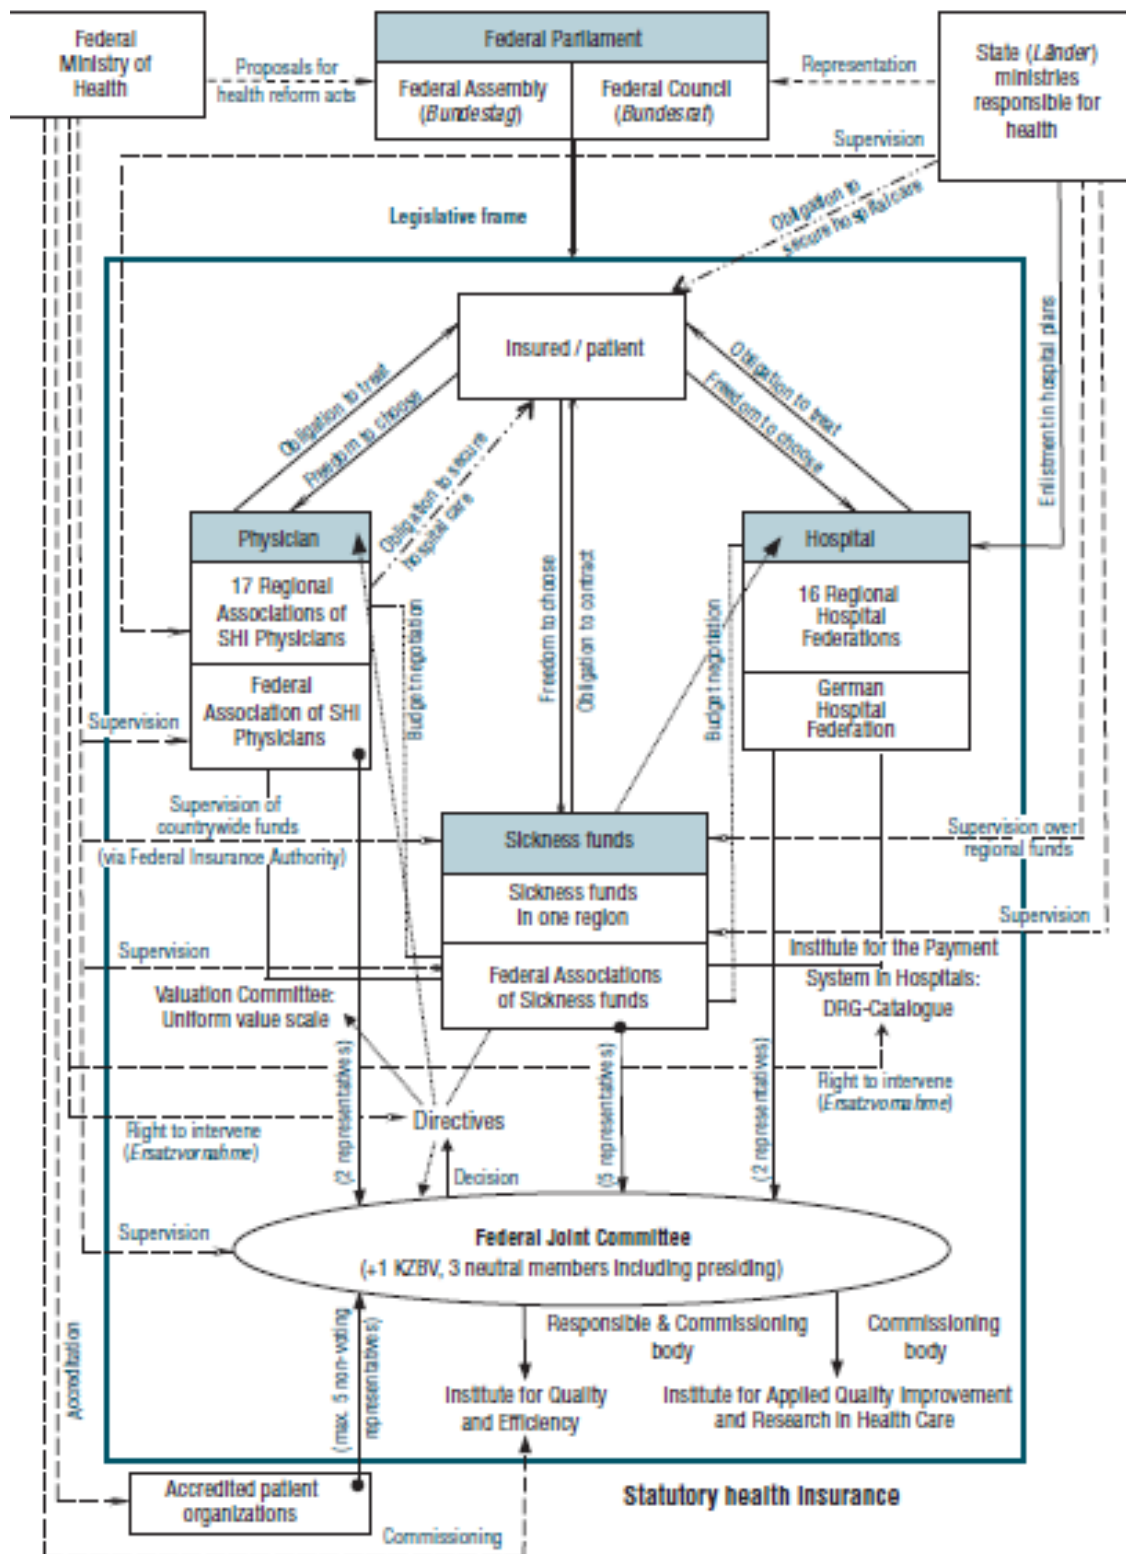 Federal
Ministry of
Health
Proposals for
health reform acts
Federal Parliament
Federal Assembly
(Bundestag)
Federal Council
(Bundesrat)
Representation
State (Länder)
ministries
responsible for
health
Supervision
Legislative frame
Obligation to
secure hospital care
Insured / patient
Obligation to treat
Freedom to choose
Obligation to secure
hospital care
Obligation to treat
Freedom to choose
Enlistment in hospital plans
Physician
17 Regional
Associations of
SHI Physicians
Federal
Association of SHI
Physicians
Supervision
Budget negotiation
Freedom to choose
Obligation to contract
Budget negotiation
Hospital
16 Regional
Hospital
Federations
German
Hospital
Federation
Supervision of
countrywide funds
(via Federal Insurance Authority)
Sickness funds
Sickness funds
in one region
Federal Associations
of Sickness funds
Supervision over
regional funds
Supervision
Supervision
Valuation Committee:
Uniform value scale
Institute for the Payment
System in Hospitals:
DRG-Catalogue
Right to intervene
(Ersatzvornahme)
Right to intervene
(Ersatzvornahme)
Directives
Decision
(2 representatives)
(5 representatives)
(2 representatives)
Supervision
Federal Joint Committee
(+1 KZBV, 3 neutral members including presiding)
Accreditation
(max. 5 non-voting
representatives)
Responsible & Commissioning
body
Commissioning
body
Institute for Quality
and Efficiency
Institute for Applied Quality Improvement
and Research in Health Care
Accredited patient
organizations
Commissioning
Statutory health insurance